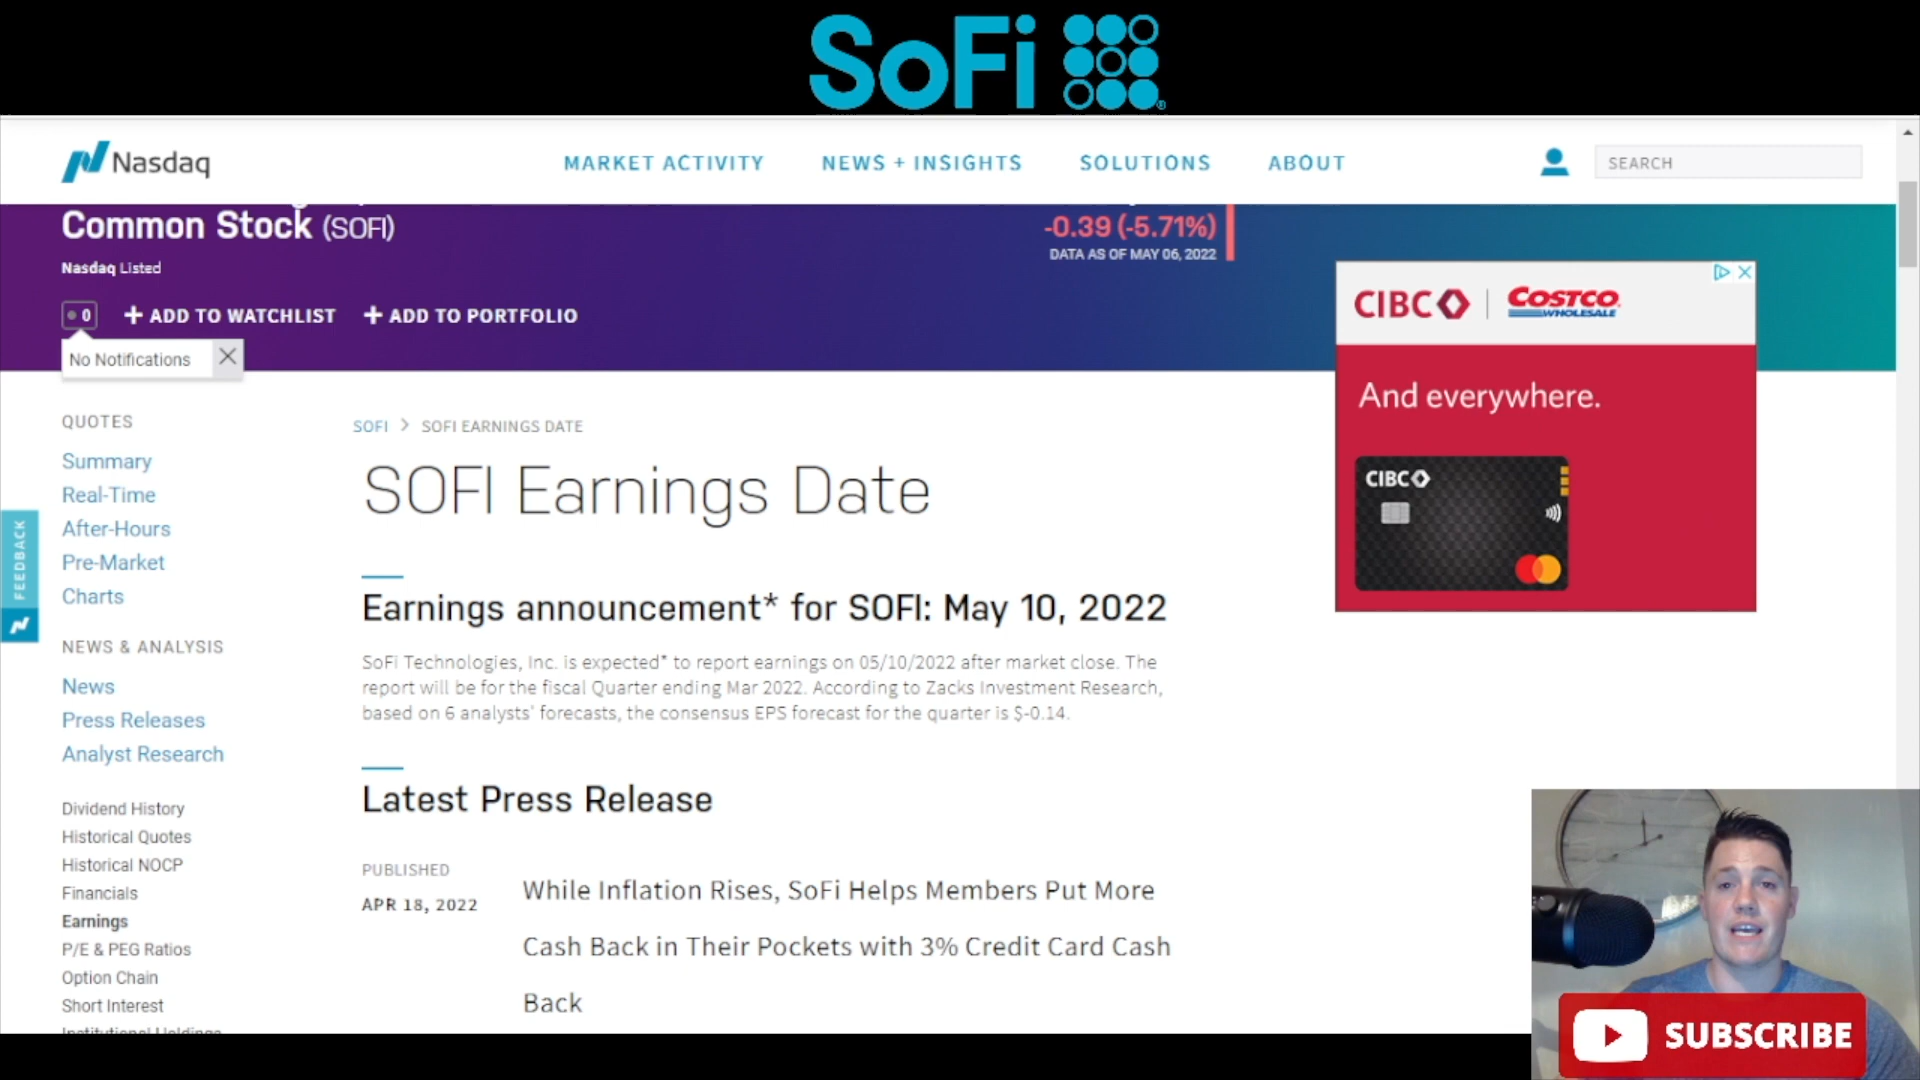 SoFi
Nasdaq
MARKET ACTIVITY
NEWS + INSIGHTS
SOLUTIONS
ABOUT
SEARCH
Common Stock (SOFI)
-0.39 (-5.71%)
DATA AS OF MAY 06, 2022
Nasdaq Listed
0
+ ADD TO WATCHLIST
+ ADD TO PORTFOLIO
No Notifications
CIBC
COSTCO
WHOLESALE
And everywhere.
CIBC
FEEDBACK
QUOTES
Summary
Real-Time
After-Hours
Pre-Market
Charts
NEWS & ANALYSIS
News
Press Releases
Analyst Research
Dividend History
Historical Quotes
Historical NOCP
Financials
Earnings
P/E & PEG Ratios
Option Chain
Short Interest
Institutional Holdings
SOFI > SOFI EARNINGS DATE
SOFI Earnings Date
Earnings announcement* for SOFI: May 10, 2022
SoFi Technologies, Inc. is expected* to report earnings on 05/10/2022 after market close. The
report will be for the fiscal Quarter ending Mar 2022. According to Zacks Investment Research,
based on 6 analysts' forecasts, the consensus EPS forecast for the quarter is $-0.14.
Latest Press Release
PUBLISHED
APR 18, 2022
While Inflation Rises, SoFi Helps Members Put More
Cash Back in Their Pockets with 3% Credit Card Cash
Back
SUBSCRIBE